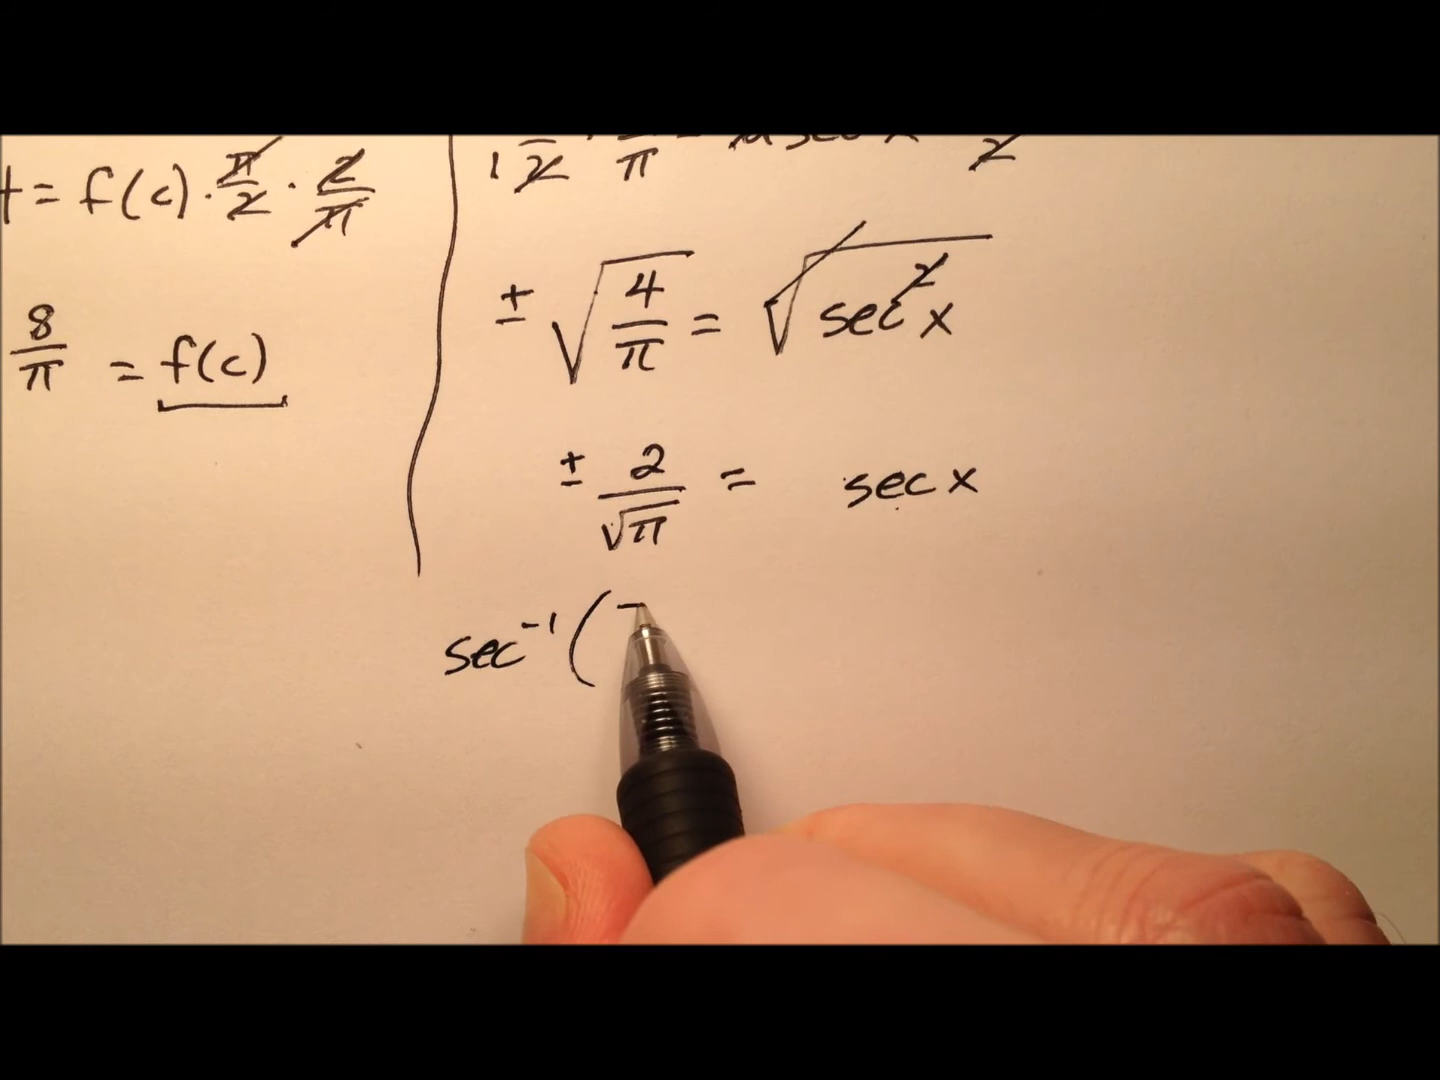 = f(c) · π/2 · 2/π
8/π = f(c)
± √(4/π) = √(sec²x)
± 2/√π = sec x
sec⁻¹(